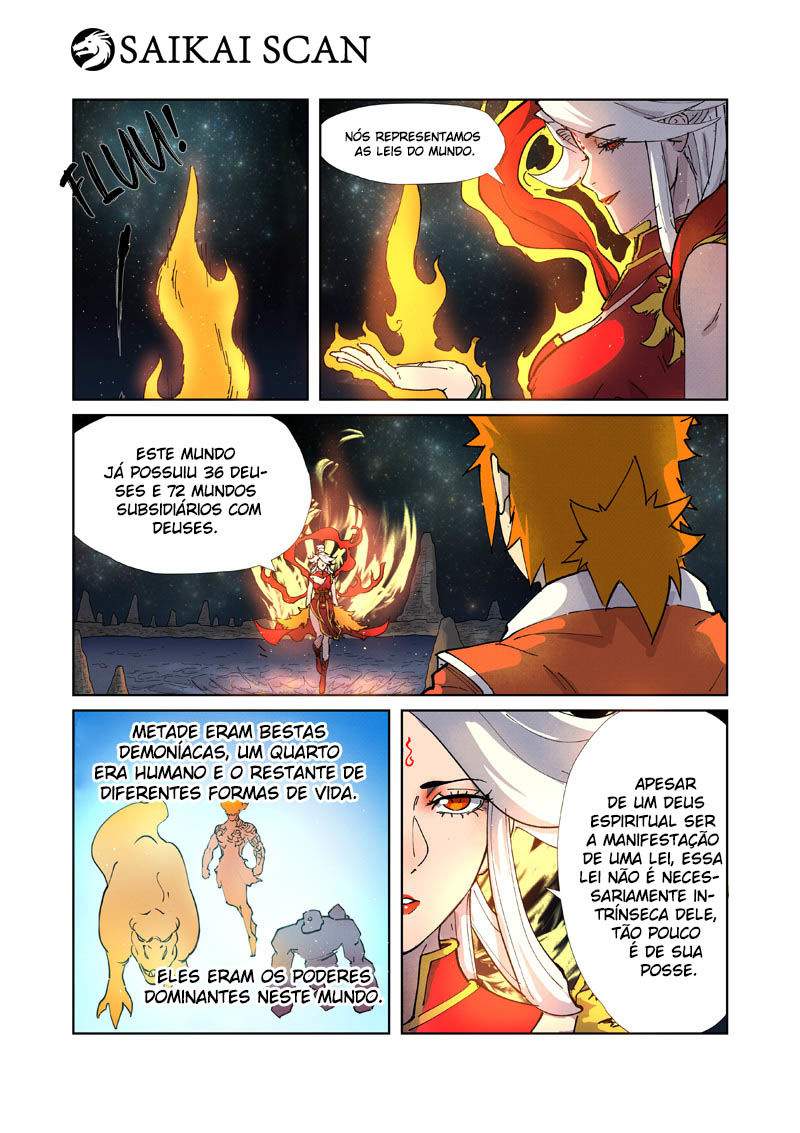 SAIKAI SCAN
FLUU!
NÓS REPRESENTAMOS
AS LEIS DO MUNDO.
ESTE MUNDO
JÁ POSSUIU 36 DEU-
SES E 72 MUNDOS
SUBSIDIÁRIOS COM
DEUSES.
METADE ERAM BESTAS
DEMONÍACAS, UM QUARTO
ERA HUMANO E O RESTANTE DE
DIFERENTES FORMAS DE VIDA.
ELES ERAM OS PODERES
DOMINANTES NESTE MUNDO.
APESAR
DE UM DEUS
ESPIRITUAL SER
A MANIFESTAÇÃO
DE UMA LEI, ESSA
LEI NÃO É NECES-
SARIAMENTE IN-
TRÍNSECA DELE,
TÃO POUCO
É DE SUA
POSSE.